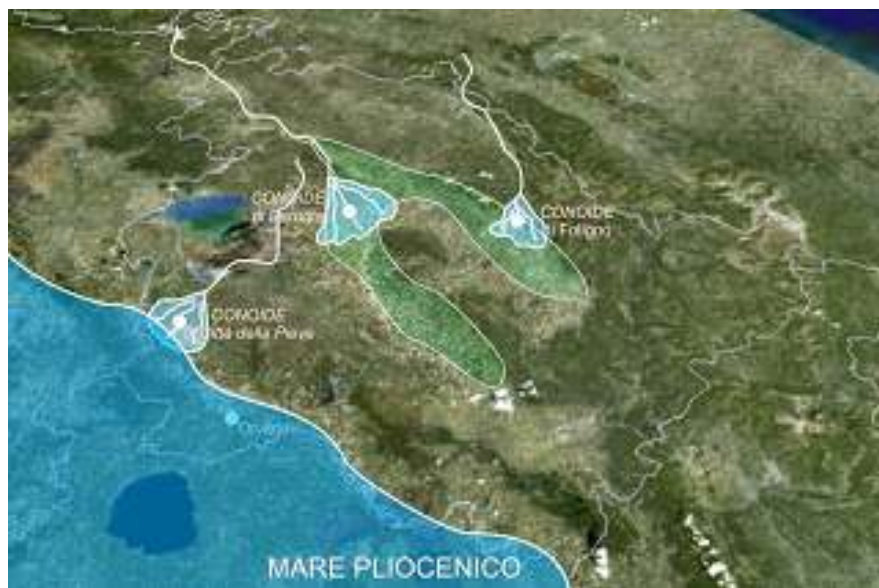 CONOIDE
CONOIDE
di Foligno
CONOIDE
della Pieve
MARE PLIOCENICO